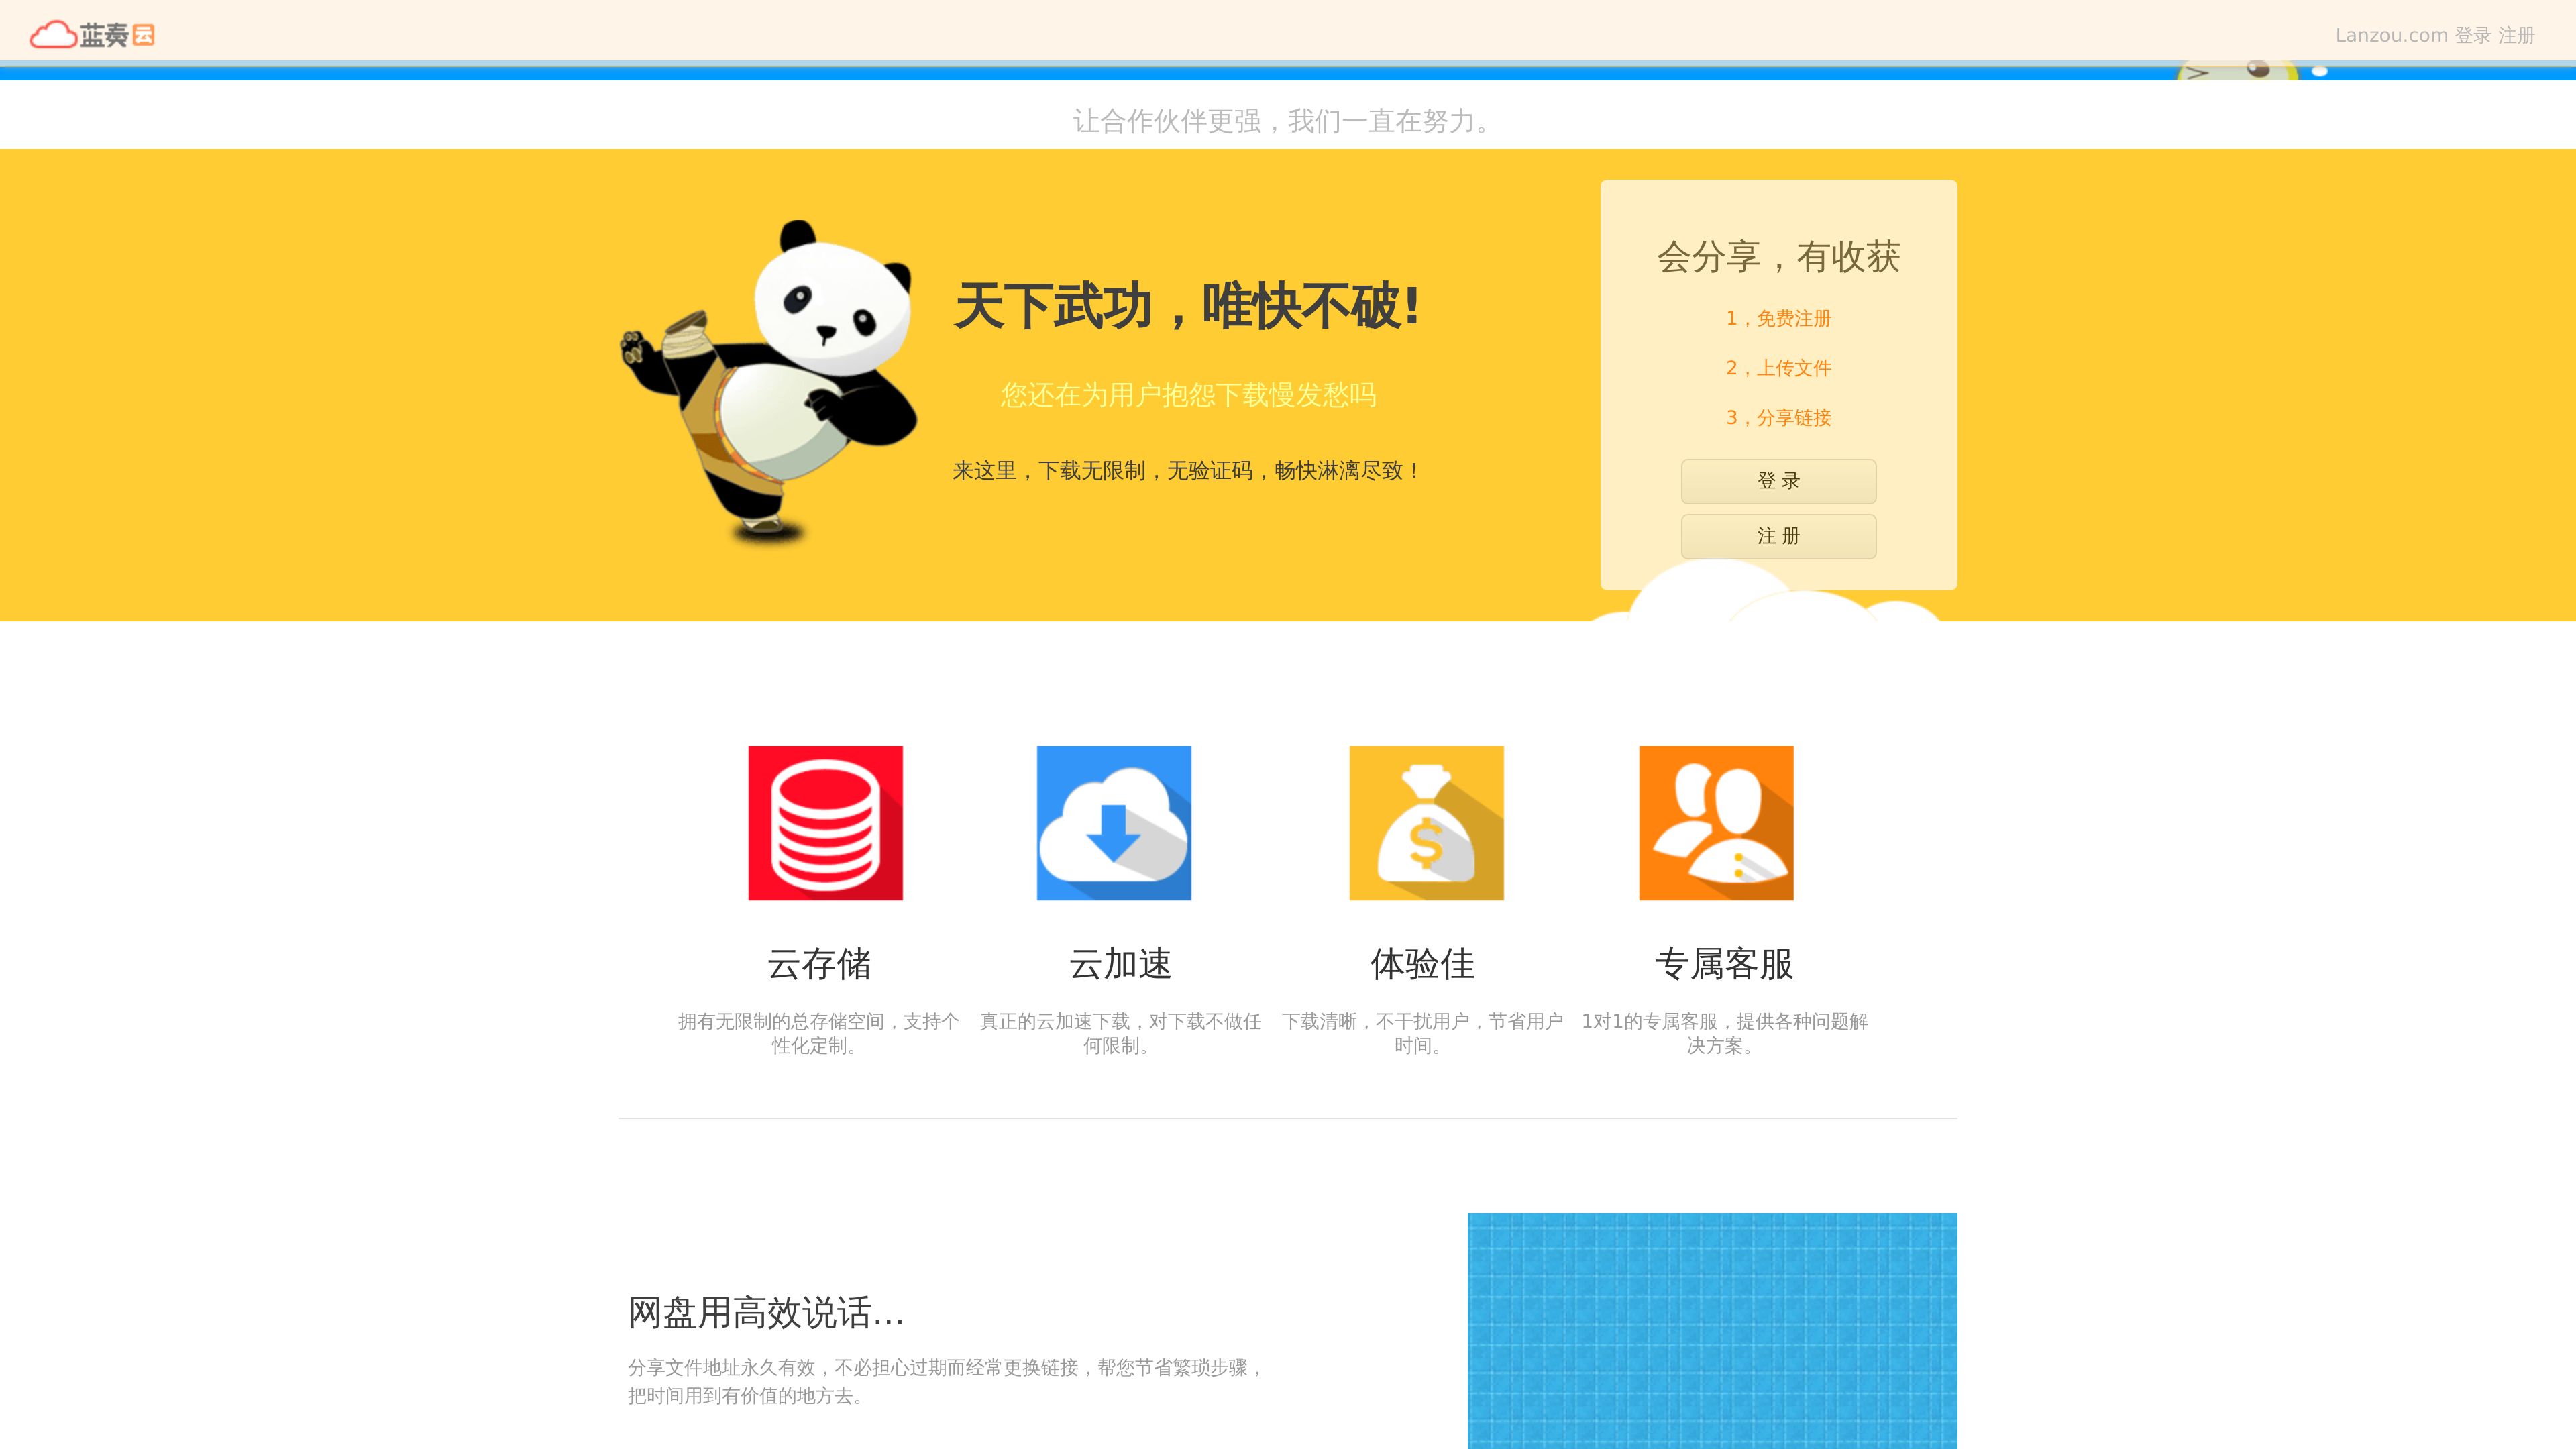 蓝奏云
Lanzou.com 登录 注册
让合作伙伴更强，我们一直在努力。
天下武功，唯快不破!
您还在为用户抱怨下载慢发愁吗
来这里，下载无限制，无验证码，畅快淋漓尽致！
会分享，有收获
1，免费注册
2，上传文件
3，分享链接
登 录
注 册
云存储
拥有无限制的总存储空间，支持个
性化定制。
云加速
真正的云加速下载，对下载不做任
何限制。
体验佳
下载清晰，不干扰用户，节省用户
时间。
专属客服
1对1的专属客服，提供各种问题解
决方案。
网盘用高效说话...
分享文件地址永久有效，不必担心过期而经常更换链接，帮您节省繁琐步骤，
把时间用到有价值的地方去。